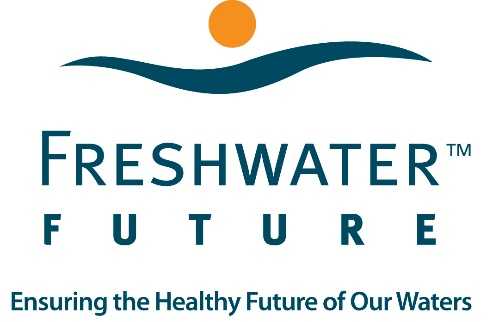 FRESHWATER™
FUTURE
Ensuring the Healthy Future of Our Waters